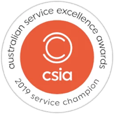 australian service excellence awards
csia
2019 service champion